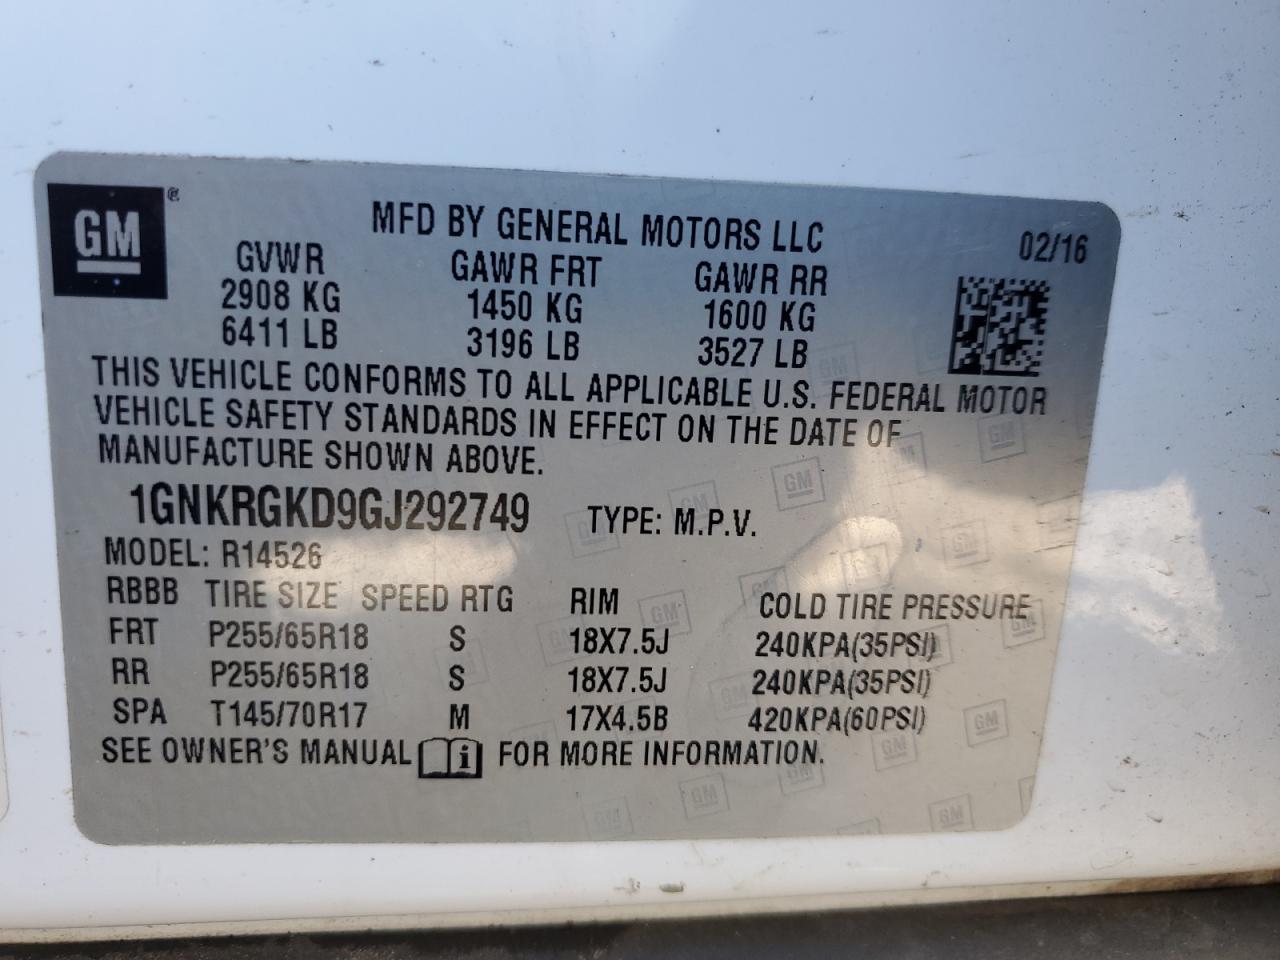 GM ®
MFD BY GENERAL MOTORS LLC
02/16
GVWR GAWR FRT GAWR RR
2908 KG 1450 KG 1600 KG
6411 LB 3196 LB 3527 LB
THIS VEHICLE CONFORMS TO ALL APPLICABLE U.S. FEDERAL MOTOR
VEHICLE SAFETY STANDARDS IN EFFECT ON THE DATE OF
MANUFACTURE SHOWN ABOVE.
1GNKRGKD9GJ292749 TYPE: M.P.V.
MODEL: R14526
RBBB TIRE SIZE SPEED RTG RIM COLD TIRE PRESSURE
FRT P255/65R18 S 18X7.5J 240KPA(35PSI)
RR P255/65R18 S 18X7.5J 240KPA(35PSI)
SPA T145/70R17 M 17X4.5B 420KPA(60PSI)
SEE OWNER'S MANUAL i FOR MORE INFORMATION.